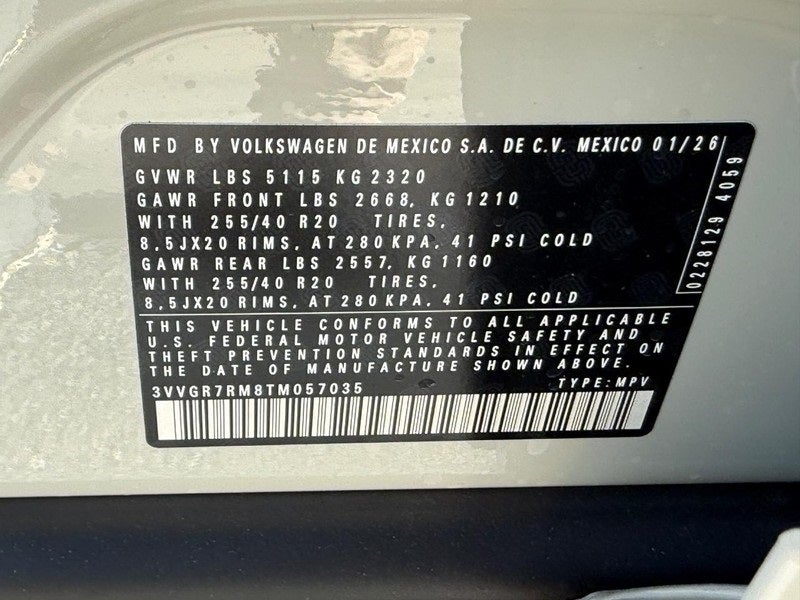 MFD BY VOLKSWAGEN DE MEXICO S.A. DE C.V. MEXICO 01/26
GVWR LBS 5115 KG 2320
GAWR FRONT LBS 2668, KG 1210
WITH 255/40 R20 TIRES,
8,5JX20 RIMS, AT 280 KPA, 41 PSI COLD
GAWR REAR LBS 2557, KG 1160
WITH 255/40 R20 TIRES,
8,5JX20 RIMS, AT 280 KPA, 41 PSI COLD
THIS VEHICLE CONFORMS TO ALL APPLICABLE
U.S. FEDERAL MOTOR VEHICLE SAFETY AND
THEFT PREVENTION STANDARDS IN EFFECT ON
THE DATE OF MANUFACTURE SHOWN ABOVE.
3VVGR7RM8TM057035 TYPE: MPV
0228129 4059